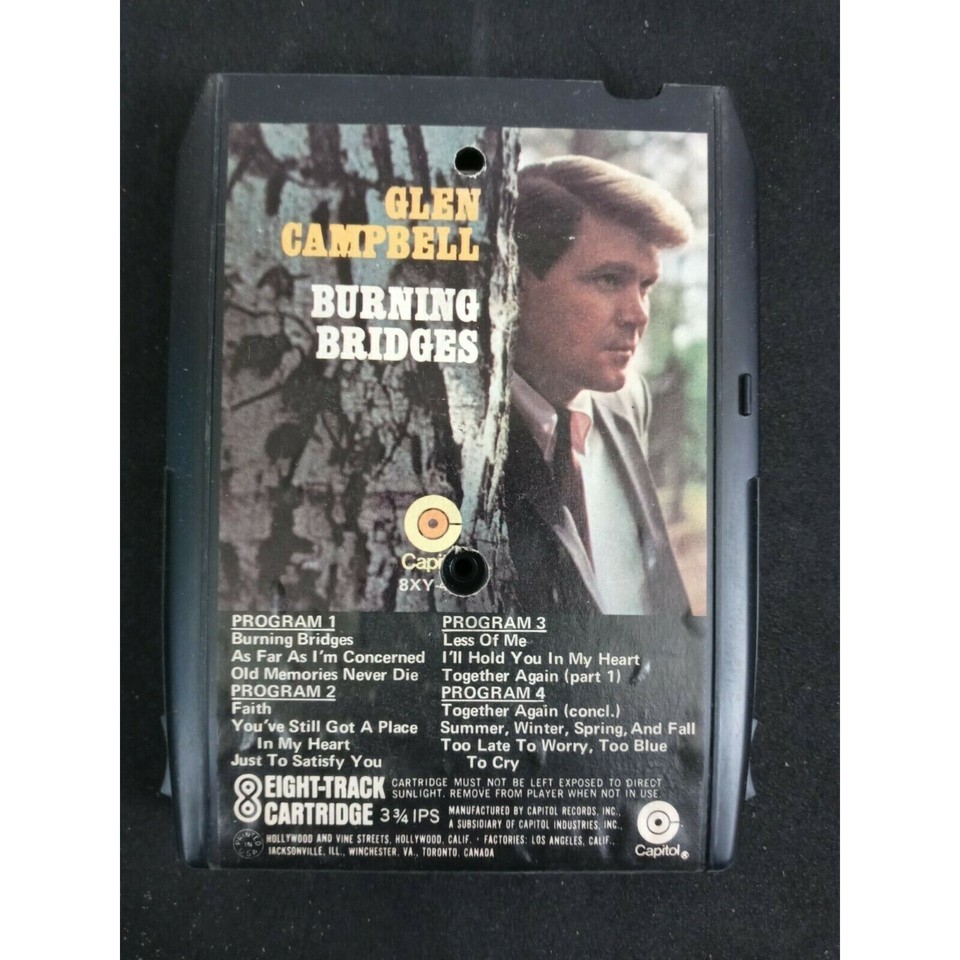 GLEN
CAMPBELL
BURNING
BRIDGES
8XY-
PROGRAM 1
Burning Bridges
As Far As I'm Concerned
Old Memories Never Die
PROGRAM 2
Faith
You've Still Got A Place
In My Heart
Just To Satisfy You
PROGRAM 3
Less Of Me
I'll Hold You In My Heart
Together Again (part 1)
PROGRAM 4
Together Again (concl.)
Summer, Winter, Spring, And Fall
Too Late To Worry, Too Blue
To Cry
8 EIGHT-TRACK
CARTRIDGE 3¾ IPS
CARTRIDGE MUST NOT BE LEFT EXPOSED TO DIRECT
SUNLIGHT. REMOVE FROM PLAYER WHEN NOT IN USE.
MANUFACTURED BY CAPITOL RECORDS, INC.,
A SUBSIDIARY OF CAPITOL INDUSTRIES, INC.,
HOLLYWOOD AND VINE STREETS, HOLLYWOOD, CALIF. · FACTORIES: LOS ANGELES, CALIF.,
JACKSONVILLE, ILL., WINCHESTER, VA., TORONTO, CANADA
PRINTED IN U.S.A.
Capitol®